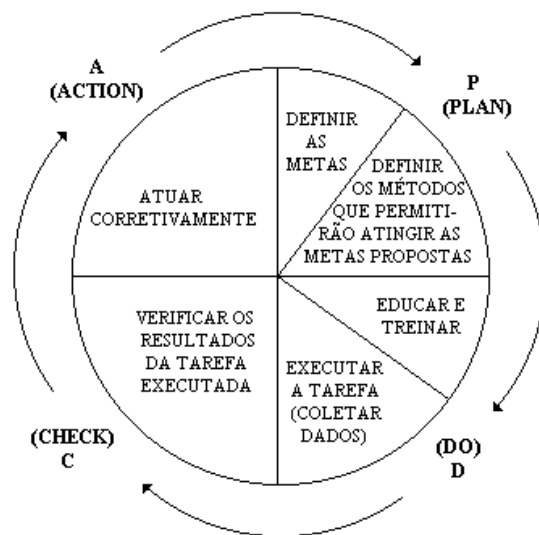 A
(ACTION)
P
(PLAN)
DEFINIR
AS
METAS
DEFINIR
OS MÉTODOS
QUE PERMITI-
RÃO ATINGIR AS
METAS PROPOSTAS
ATUAR
CORRETIVAMENTE
EDUCAR E
TREINAR
VERIFICAR OS
RESULTADOS
DA TAREFA
EXECUTADA
EXECUTAR
A TAREFA
(COLETAR
DADOS)
(CHECK)
C
(DO)
D